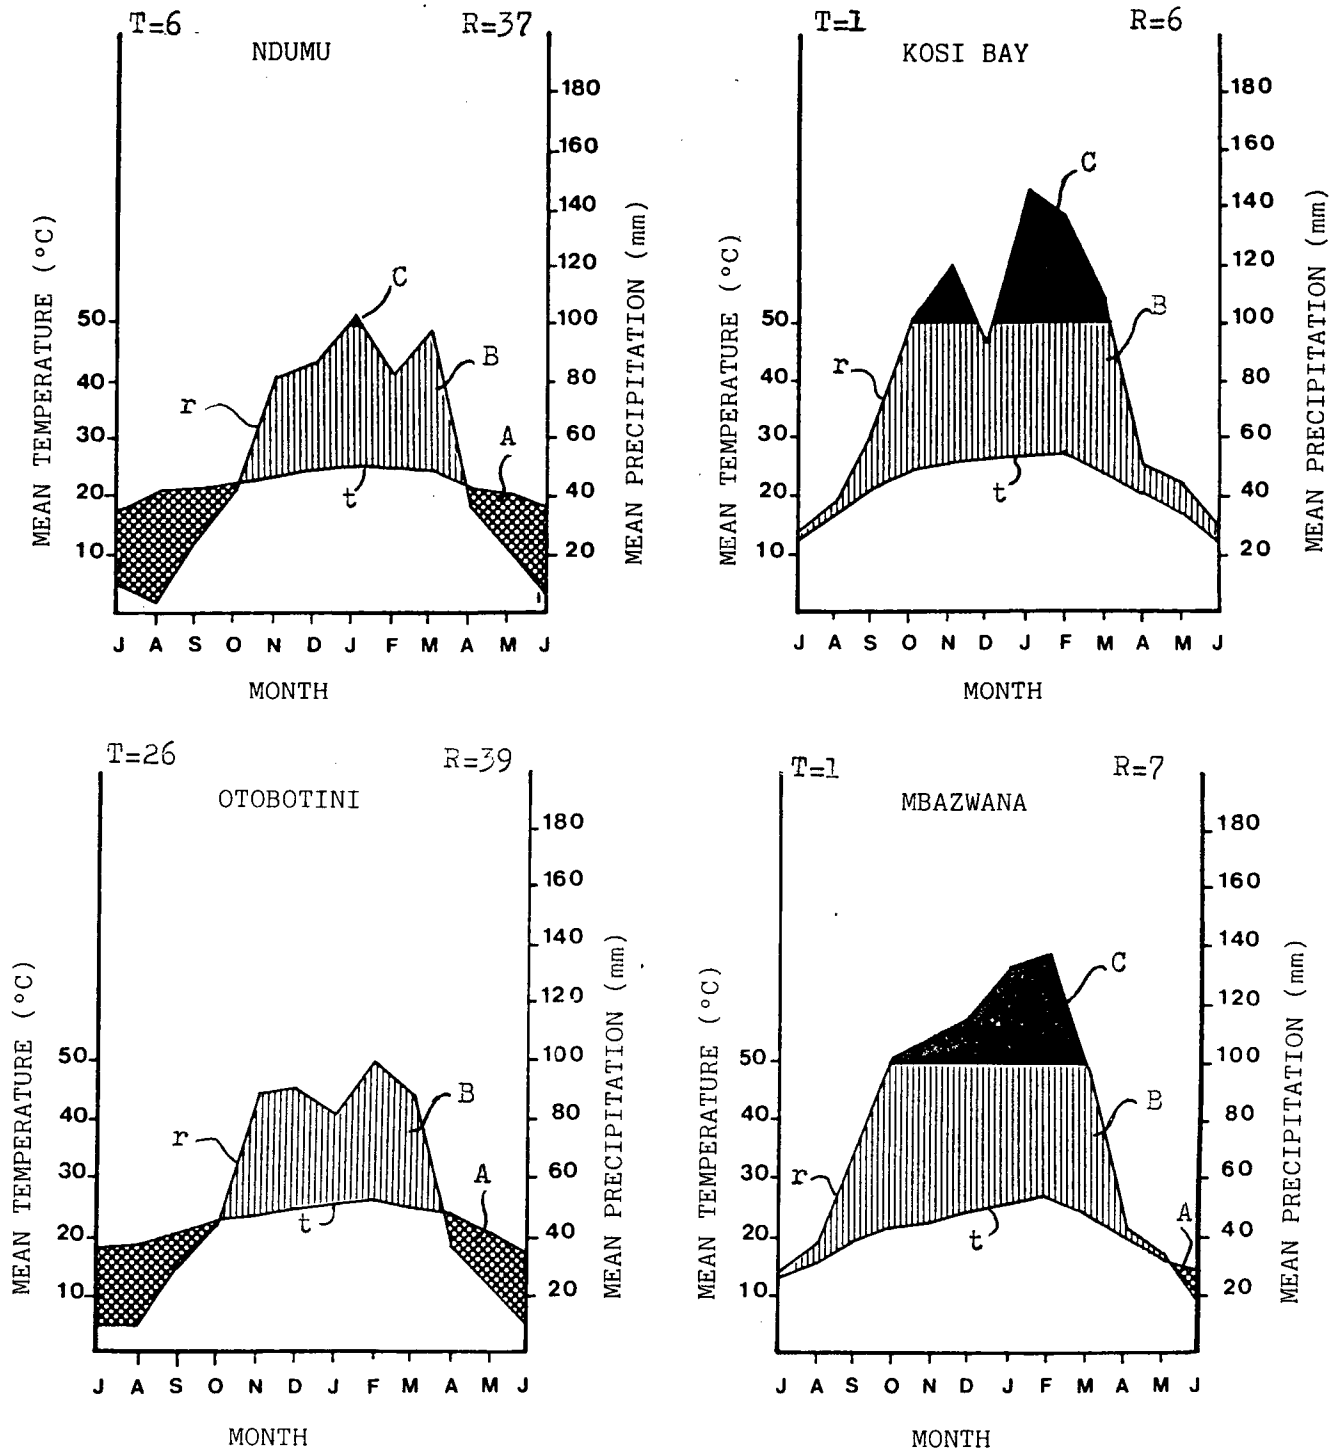 T=6 R=37
NDUMU
MEAN TEMPERATURE (°C)
50
40
30
20
10
180
160
140
120
100
80
60
40
20
MEAN PRECIPITATION (mm)
C
B
r
A
t
J A S O N D J F M A M J
MONTH
T=1 R=6
KOSI BAY
MEAN TEMPERATURE (°C)
50
40
30
20
10
180
160
140
120
100
80
60
40
20
MEAN PRECIPITATION (mm)
C
B
r
t
J A S O N D J F M A M J
MONTH
T=26 R=39
OTOBOTINI
MEAN TEMPERATURE (°C)
50
40
30
20
10
180
160
140
120
100
80
60
40
20
MEAN PRECIPITATION (mm)
B
r
A
t
J A S O N D J F M A M J
MONTH
T=1 R=7
MBAZWANA
MEAN TEMPERATURE (°C)
50
40
30
20
10
180
160
140
120
100
80
60
40
20
MEAN PRECIPITATION (mm)
C
B
r
A
t
J A S O N D J F M A M J
MONTH